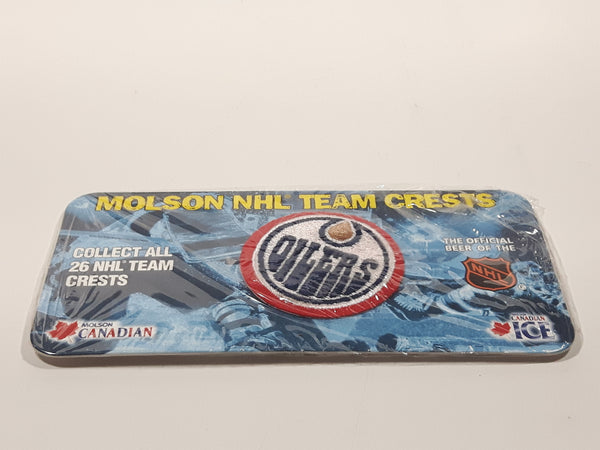 MOLSON NHL TEAM CRESTS
COLLECT ALL
26 NHL TEAM
CRESTS
OILERS
THE OFFICIAL
BEER OF THE
NHL
®
MOLSON
CANADIAN
CANADIAN
ICE